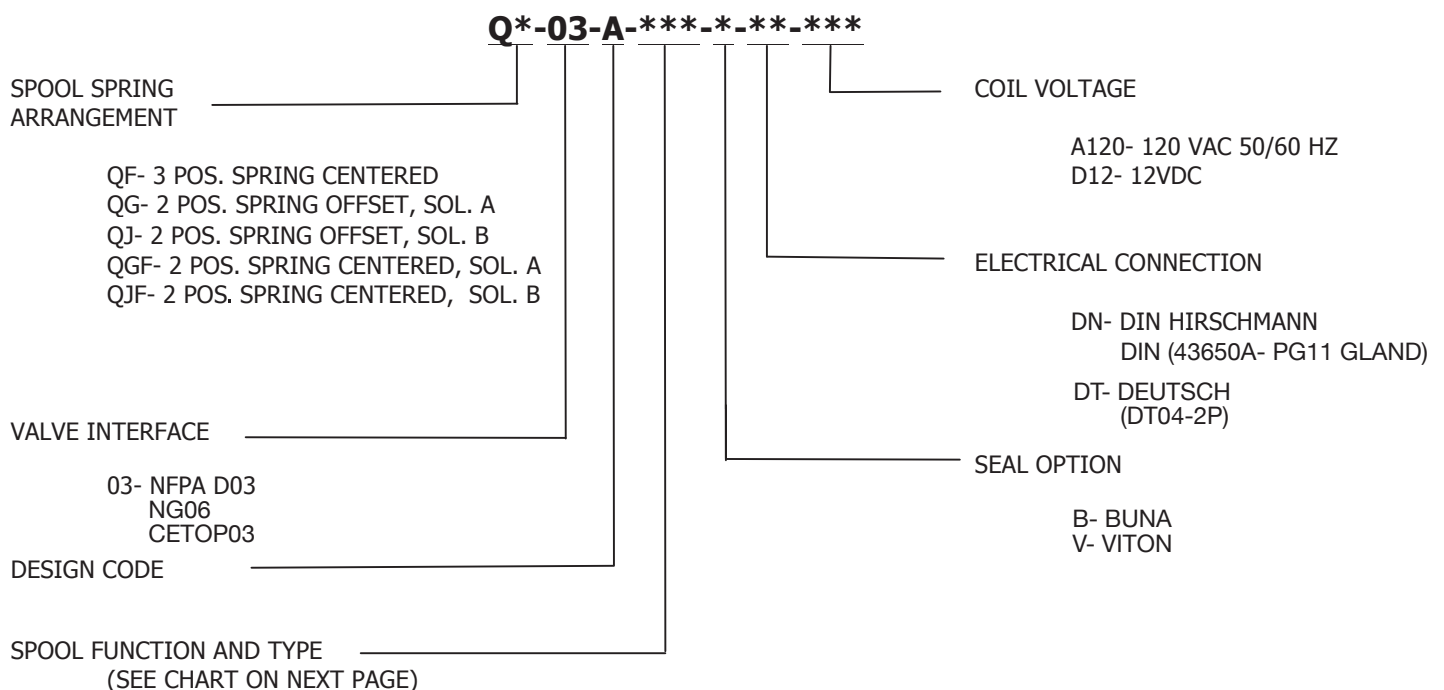 Q*-03-A-***-*-**-***
SPOOL SPRING
ARRANGEMENT
QF- 3 POS. SPRING CENTERED
QG- 2 POS. SPRING OFFSET, SOL. A
QJ- 2 POS. SPRING OFFSET, SOL. B
QGF- 2 POS. SPRING CENTERED, SOL. A
QJF- 2 POS. SPRING CENTERED, SOL. B
VALVE INTERFACE
03- NFPA D03
NG06
CETOP03
DESIGN CODE
SPOOL FUNCTION AND TYPE
(SEE CHART ON NEXT PAGE)
COIL VOLTAGE
A120- 120 VAC 50/60 HZ
D12- 12VDC
ELECTRICAL CONNECTION
DN- DIN HIRSCHMANN
DIN (43650A- PG11 GLAND)
DT- DEUTSCH
(DT04-2P)
SEAL OPTION
B- BUNA
V- VITON